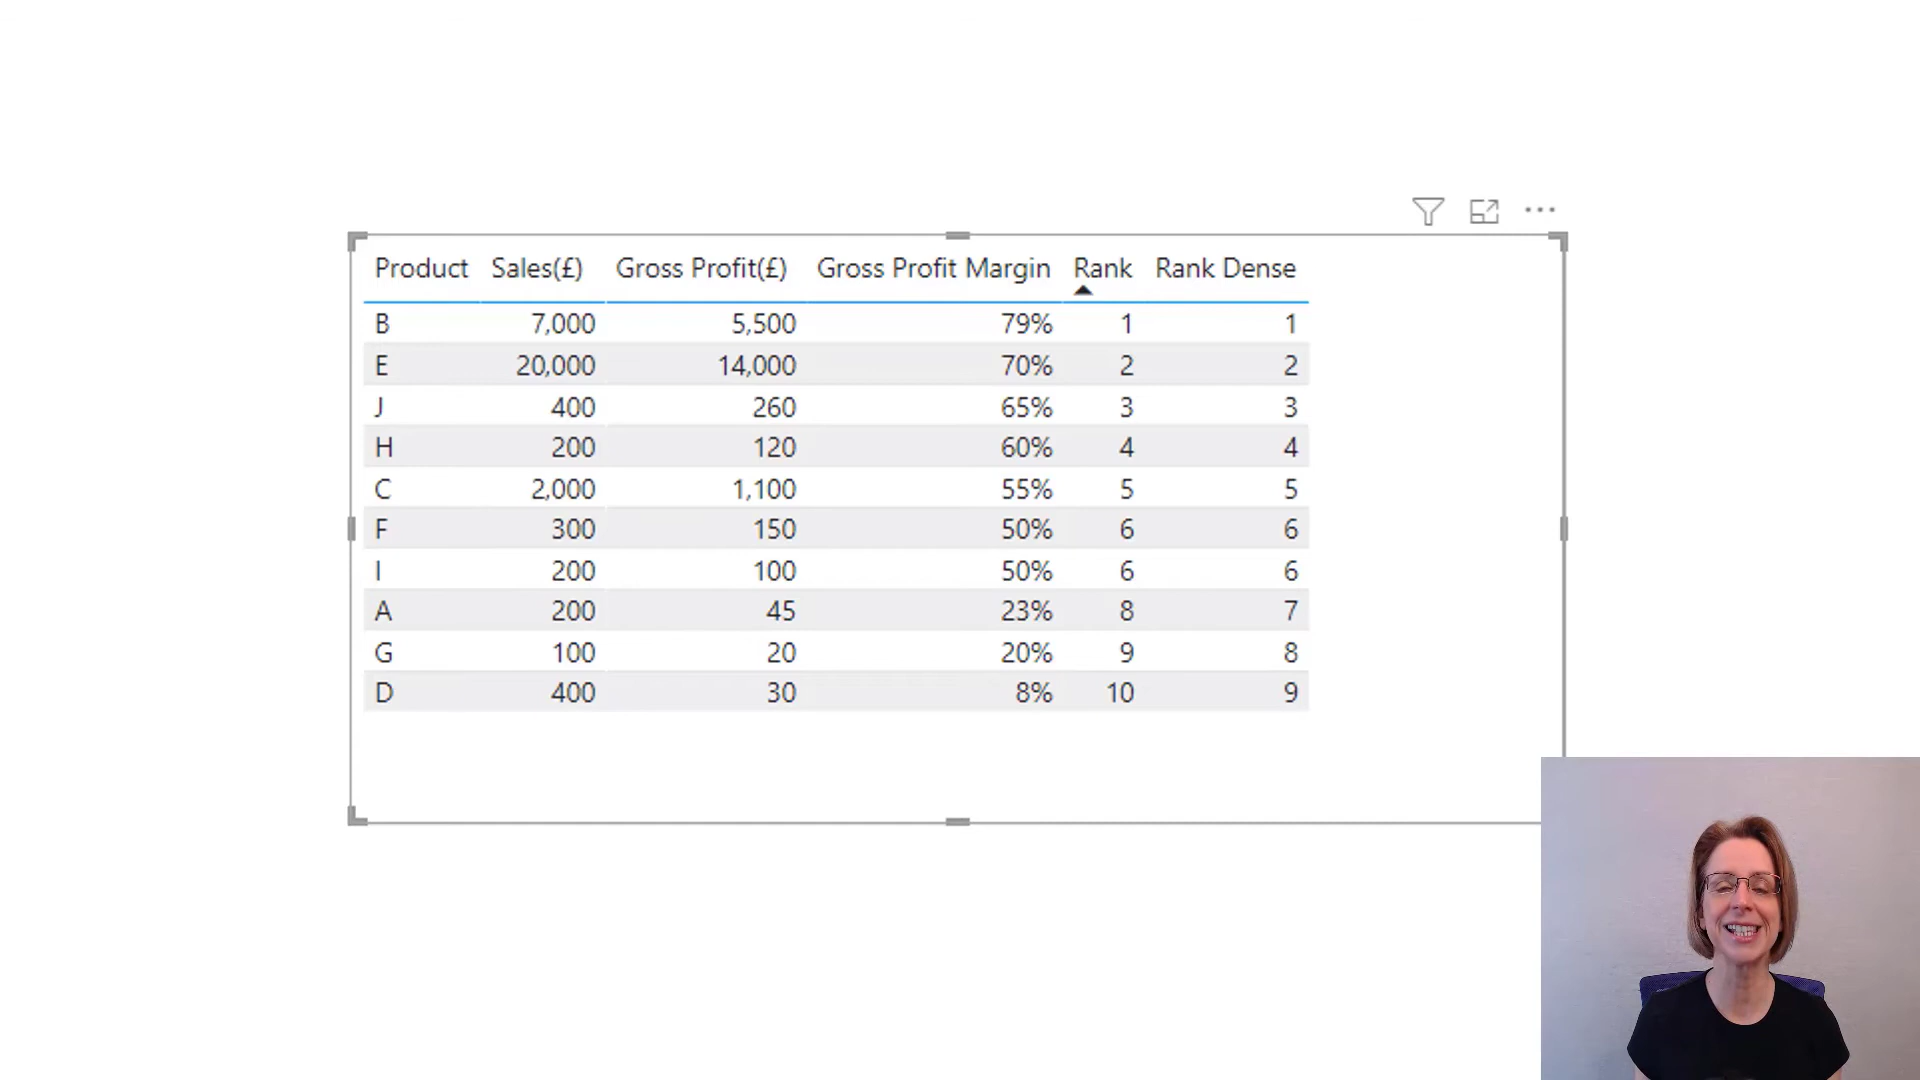 Product Sales(£) Gross Profit(£) Gross Profit Margin Rank Rank Dense
B 7,000 5,500 79% 1 1
E 20,000 14,000 70% 2 2
J 400 260 65% 3 3
H 200 120 60% 4 4
C 2,000 1,100 55% 5 5
F 300 150 50% 6 6
I 200 100 50% 6 6
A 200 45 23% 8 7
G 100 20 20% 9 8
D 400 30 8% 10 9